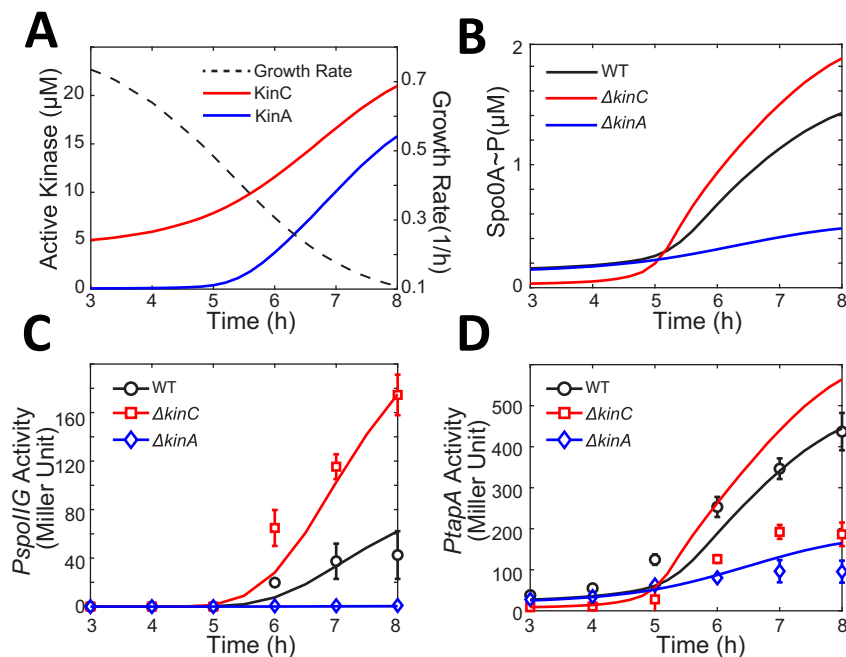 A
Active Kinase (μM)
20
15
10
5
0
Growth Rate
KinC
KinA
0.7
0.5
0.3
0.1
Growth Rate(1/h)
3 4 5 6 7 8
Time (h)
B
Spo0A~P(μM)
2
1
0
WT
ΔkinC
ΔkinA
3 4 5 6 7 8
Time (h)
C
PspoIIG Activity
(Miller Unit)
160
120
80
40
0
WT
ΔkinC
ΔkinA
3 4 5 6 7 8
Time (h)
D
PtapA Activity
(Miller Unit)
500
400
300
200
100
0
WT
ΔkinC
ΔkinA
3 4 5 6 7 8
Time (h)